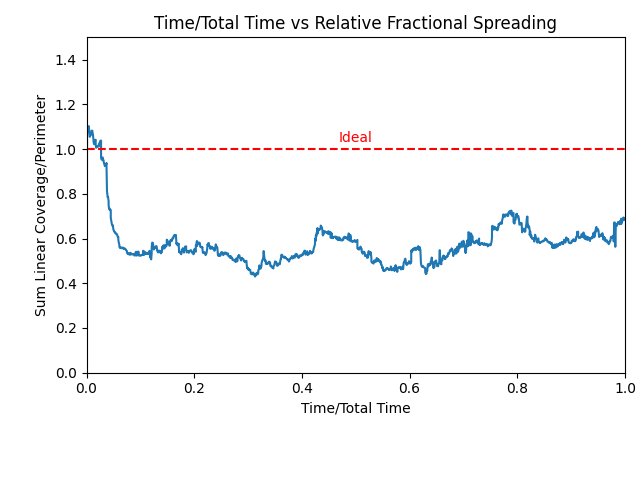 Time/Total Time vs Relative Fractional Spreading
Sum Linear Coverage/Perimeter
1.4
1.2
1.0
0.8
0.6
0.4
0.2
0.0
Ideal
0.0 0.2 0.4 0.6 0.8 1.0
Time/Total Time